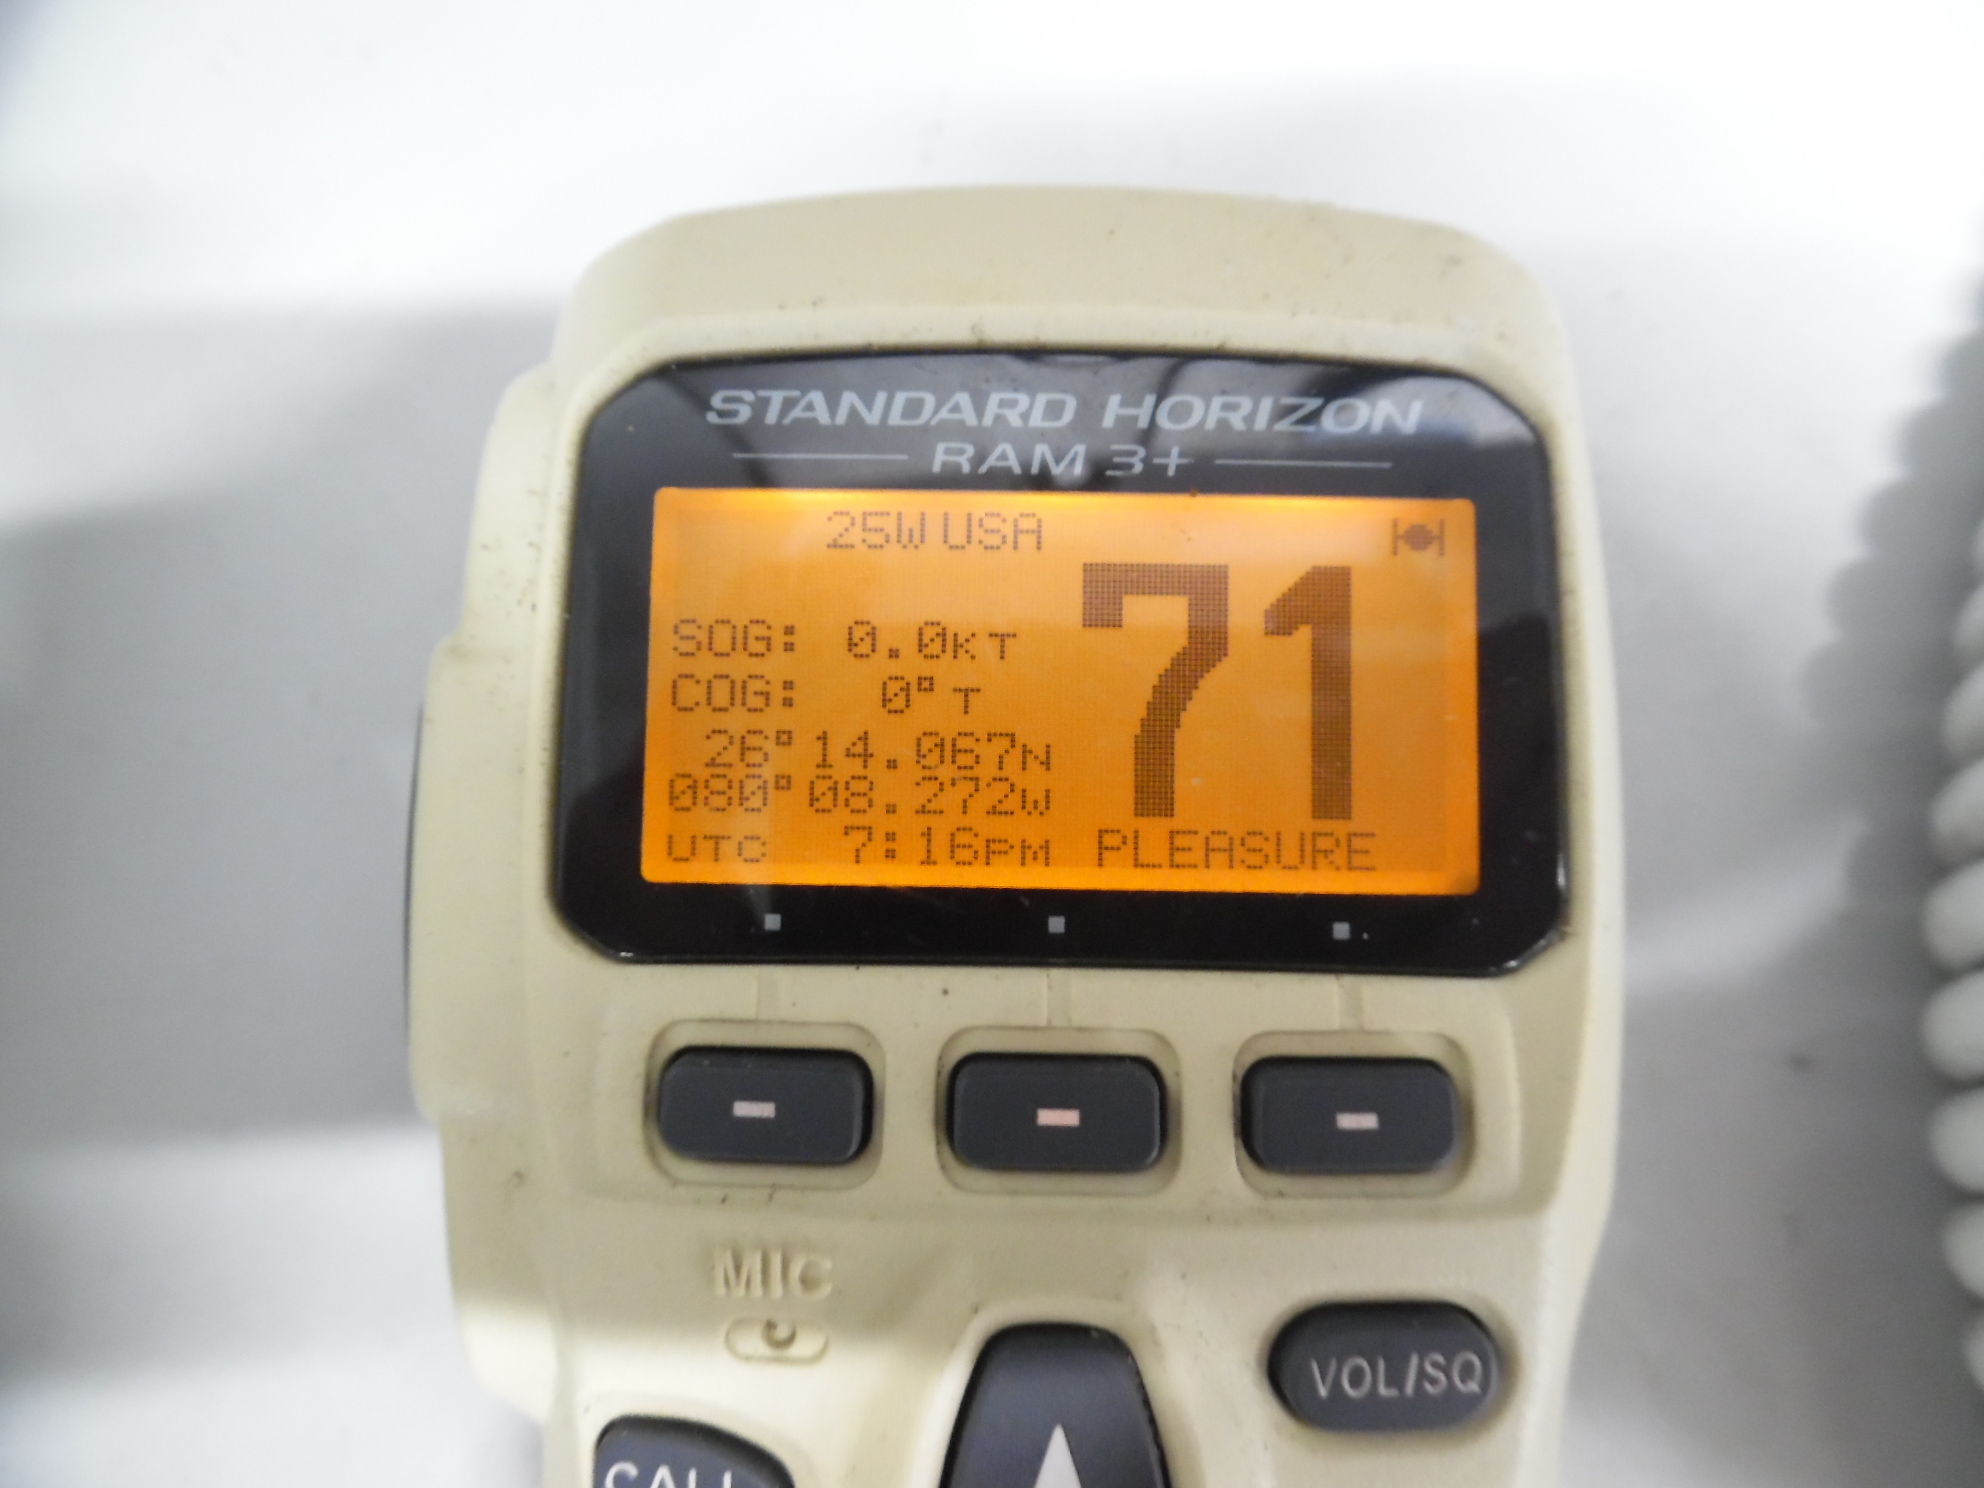 STANDARD HORIZON
RAM 3+
25W USA
71
SOG: 0.0KT
COG: 0°T
26°14.067N
080°08.272W
UTC 7:16PM PLEASURE
MIC
VOL/SQ
CALL